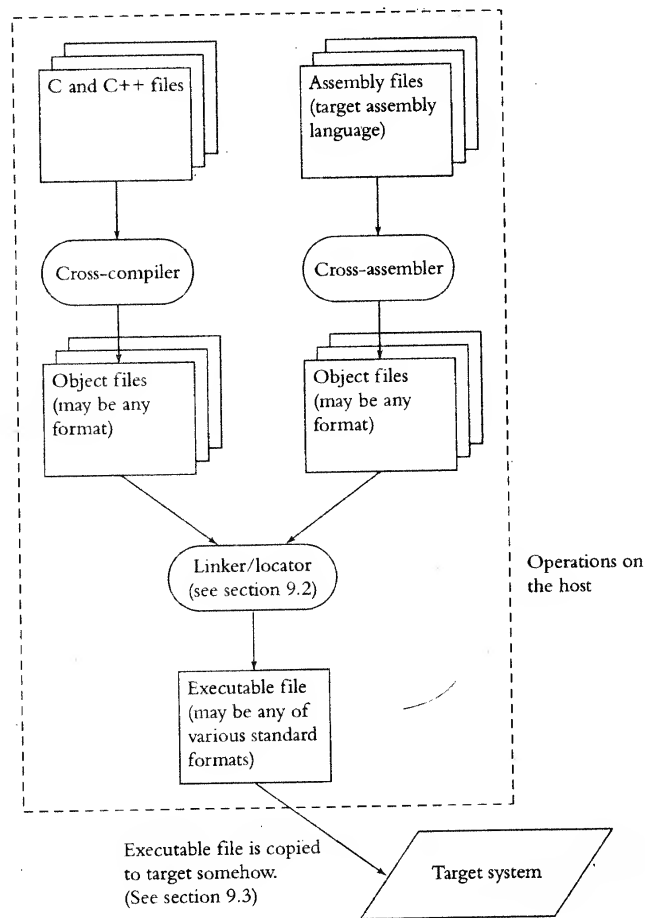 C and C++ files
Assembly files
(target assembly
language)
Cross-compiler
Cross-assembler
Object files
(may be any
format)
Object files
(may be any
format)
Linker/locator
(see section 9.2)
Operations on
the host
Executable file
(may be any of
various standard
formats)
Executable file is copied
to target somehow.
(See section 9.3)
Target system